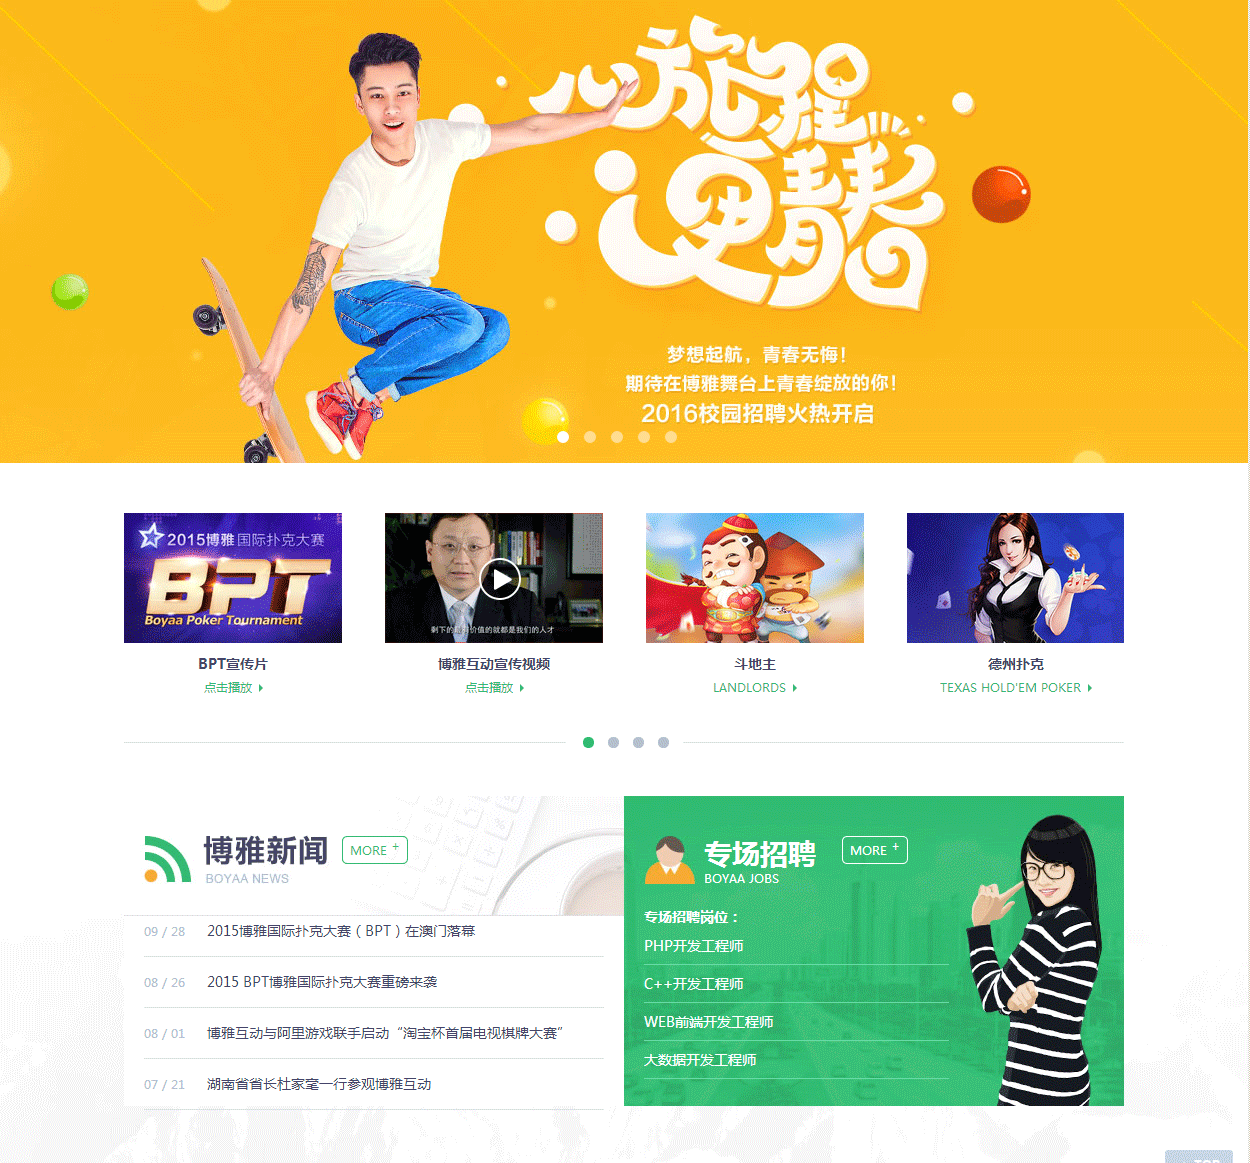 心旅程
更青春
梦想起航，青春无悔！
期待在博雅舞台上青春绽放的你！
2016校园招聘火热开启
2015博雅国际扑克大赛
BPT
Boyaa Poker Tournament
BPT宣传片
点击播放
剩下的最有价值的就都是我们的人才
博雅互动宣传视频
点击播放
斗地主
LANDLORDS
德州扑克
TEXAS HOLD'EM POKER
博雅新闻
MORE +
BOYAA NEWS
09 / 28 2015博雅国际扑克大赛（BPT）在澳门落幕
08 / 26 2015 BPT博雅国际扑克大赛重磅来袭
08 / 01 博雅互动与阿里游戏联手启动“淘宝杯首届电视棋牌大赛”
07 / 21 湖南省省长杜家毫一行参观博雅互动
专场招聘
MORE +
BOYAA JOBS
专场招聘岗位：
PHP开发工程师
C++开发工程师
WEB前端开发工程师
大数据开发工程师
TOP